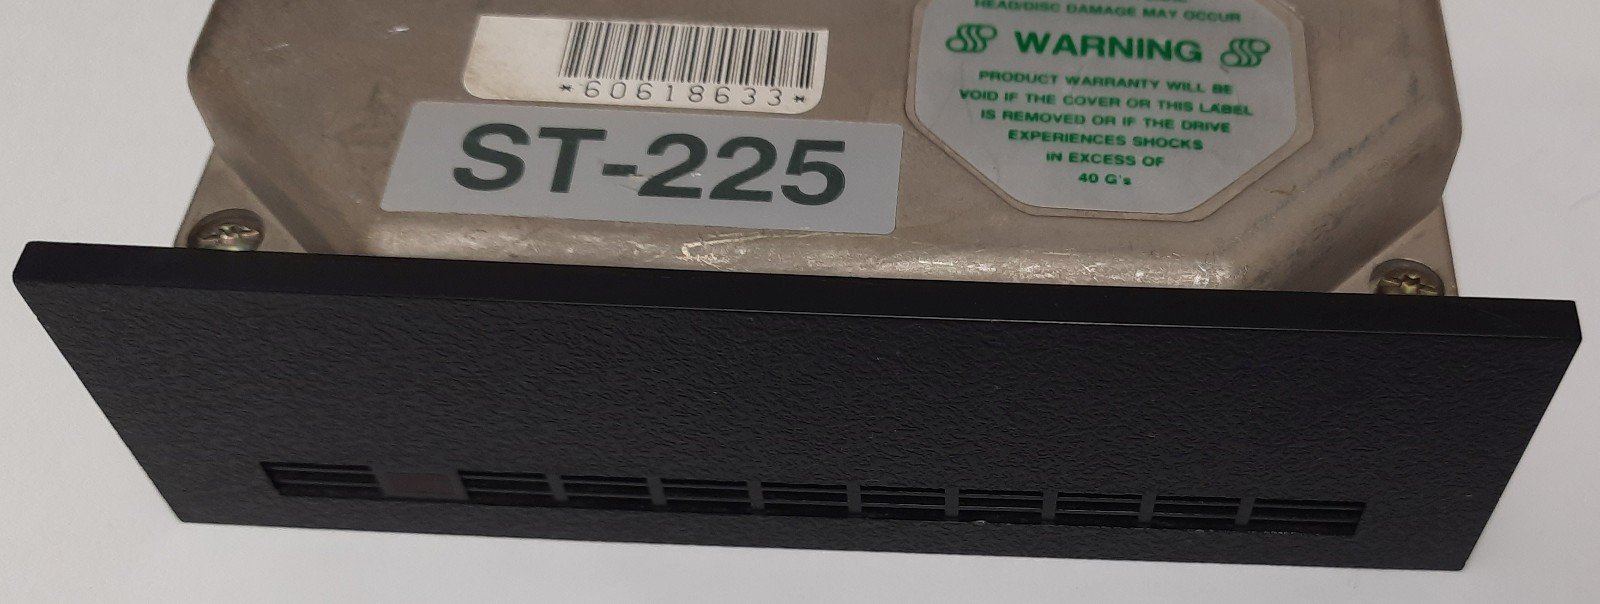 *60618633*
ST-225
HEAD/DISC DAMAGE MAY OCCUR
WARNING
PRODUCT WARRANTY WILL BE
VOID IF THE COVER OR THIS LABEL
IS REMOVED OR IF THE DRIVE
EXPERIENCES SHOCKS
IN EXCESS OF
40 G's